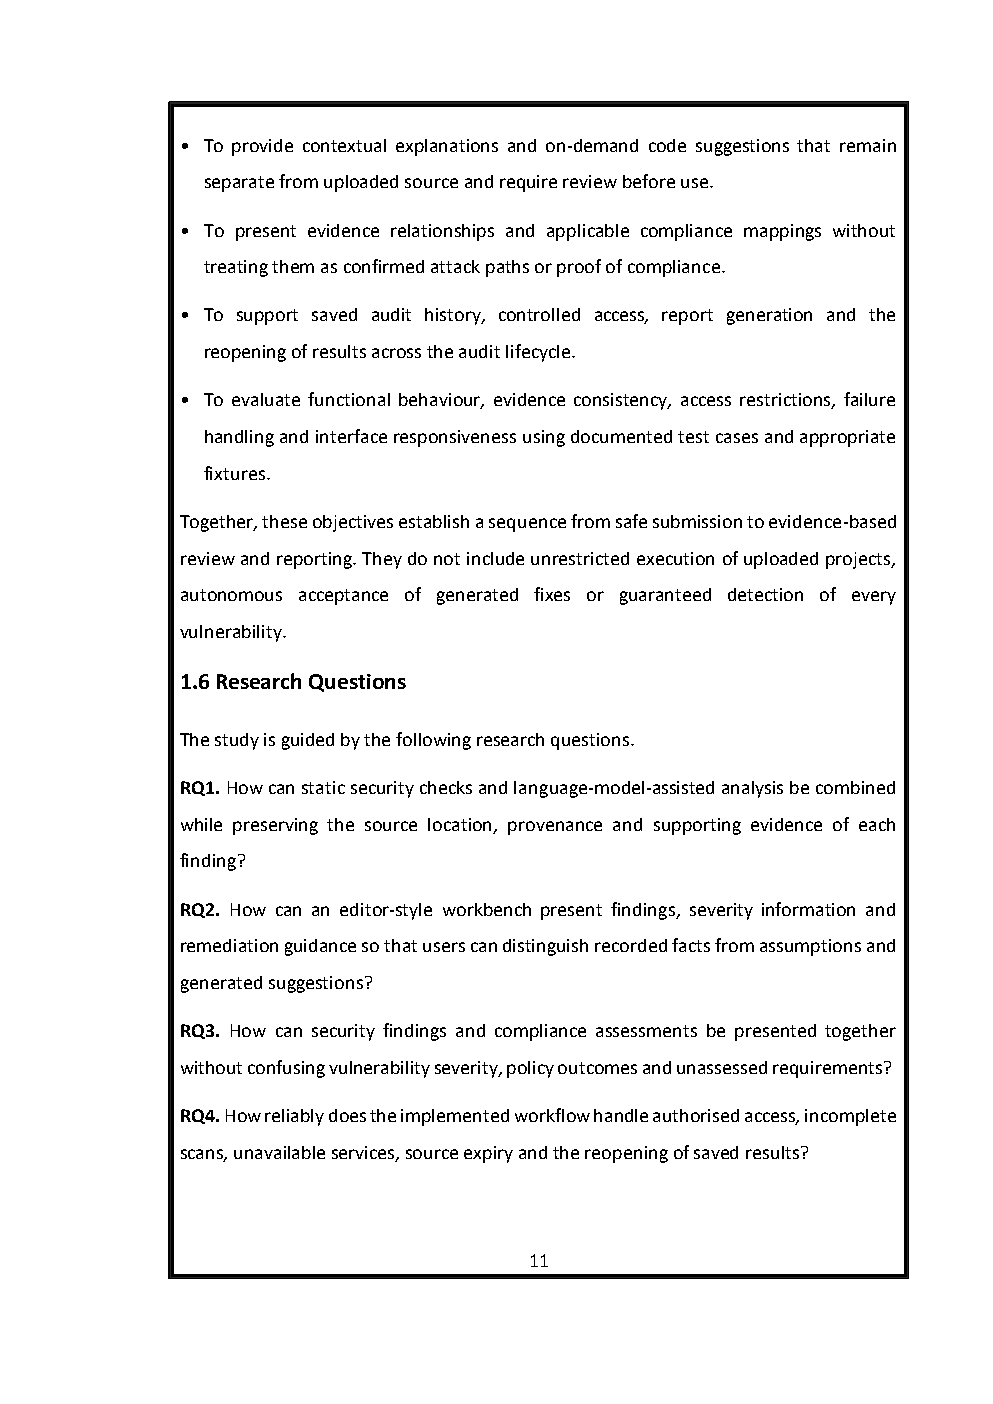 • To provide contextual explanations and on-demand code suggestions that remain
separate from uploaded source and require review before use.
• To present evidence relationships and applicable compliance mappings without
treating them as confirmed attack paths or proof of compliance.
• To support saved audit history, controlled access, report generation and the
reopening of results across the audit lifecycle.
• To evaluate functional behaviour, evidence consistency, access restrictions, failure
handling and interface responsiveness using documented test cases and appropriate
fixtures.
Together, these objectives establish a sequence from safe submission to evidence-based
review and reporting. They do not include unrestricted execution of uploaded projects,
autonomous acceptance of generated fixes or guaranteed detection of every
vulnerability.
1.6 Research Questions
The study is guided by the following research questions.
RQ1. How can static security checks and language-model-assisted analysis be combined
while preserving the source location, provenance and supporting evidence of each
finding?
RQ2. How can an editor-style workbench present findings, severity information and
remediation guidance so that users can distinguish recorded facts from assumptions and
generated suggestions?
RQ3. How can security findings and compliance assessments be presented together
without confusing vulnerability severity, policy outcomes and unassessed requirements?
RQ4. How reliably does the implemented workflow handle authorised access, incomplete
scans, unavailable services, source expiry and the reopening of saved results?
11